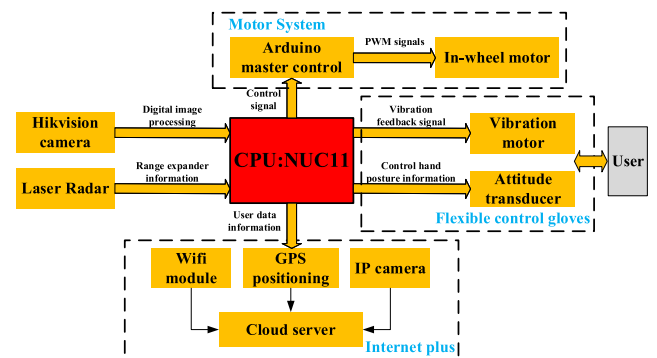 Motor System
Arduino
master control
PWM signals
In-wheel motor
Control
signal
Hikvision
camera
Digital image
processing
Laser Radar
Range expander
information
CPU:NUC11
Vibration
feedback signal
Vibration
motor
Control hand
posture information
Attitude
transducer
Flexible control gloves
User
User data
information
Wifi
module
GPS
positioning
IP camera
Cloud server
Internet plus